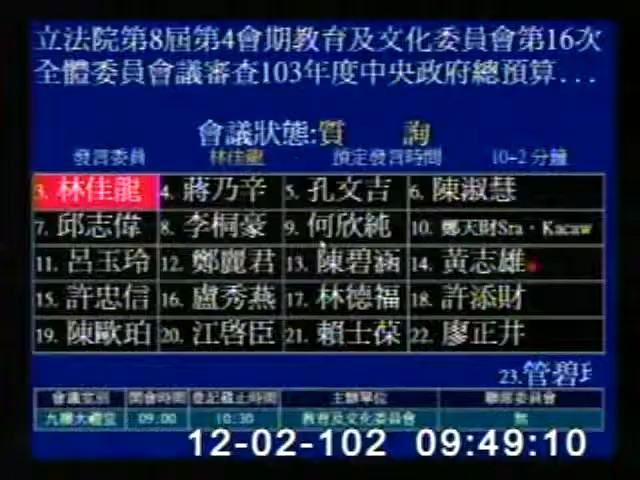 立法院第8屆第4會期教育及文化委員會第16次
全體委員會議審查103年度中央政府總預算...
會議狀態:質 詢
發言委員 林佳龍 預定發言時間 10+2 分鐘
3. 林佳龍 4. 蔣乃辛 5. 孔文吉 6. 陳淑慧
7. 邱志偉 8. 李桐豪 9. 何欣純 10. 鄭天財Sra·Kacaw
11. 呂玉玲 12. 鄭麗君 13. 陳碧涵 14. 黃志雄
15. 許忠信 16. 盧秀燕 17. 林德福 18. 許添財
19. 陳歐珀 20. 江啓臣 21. 賴士葆 22. 廖正井
23.管碧玲
會議室別 開會時間 登記截止時間 主辦單位 聯席委員會
九樓大禮堂 09:00 10:30 教育及文化委員會 無
12-02-102 09:49:10